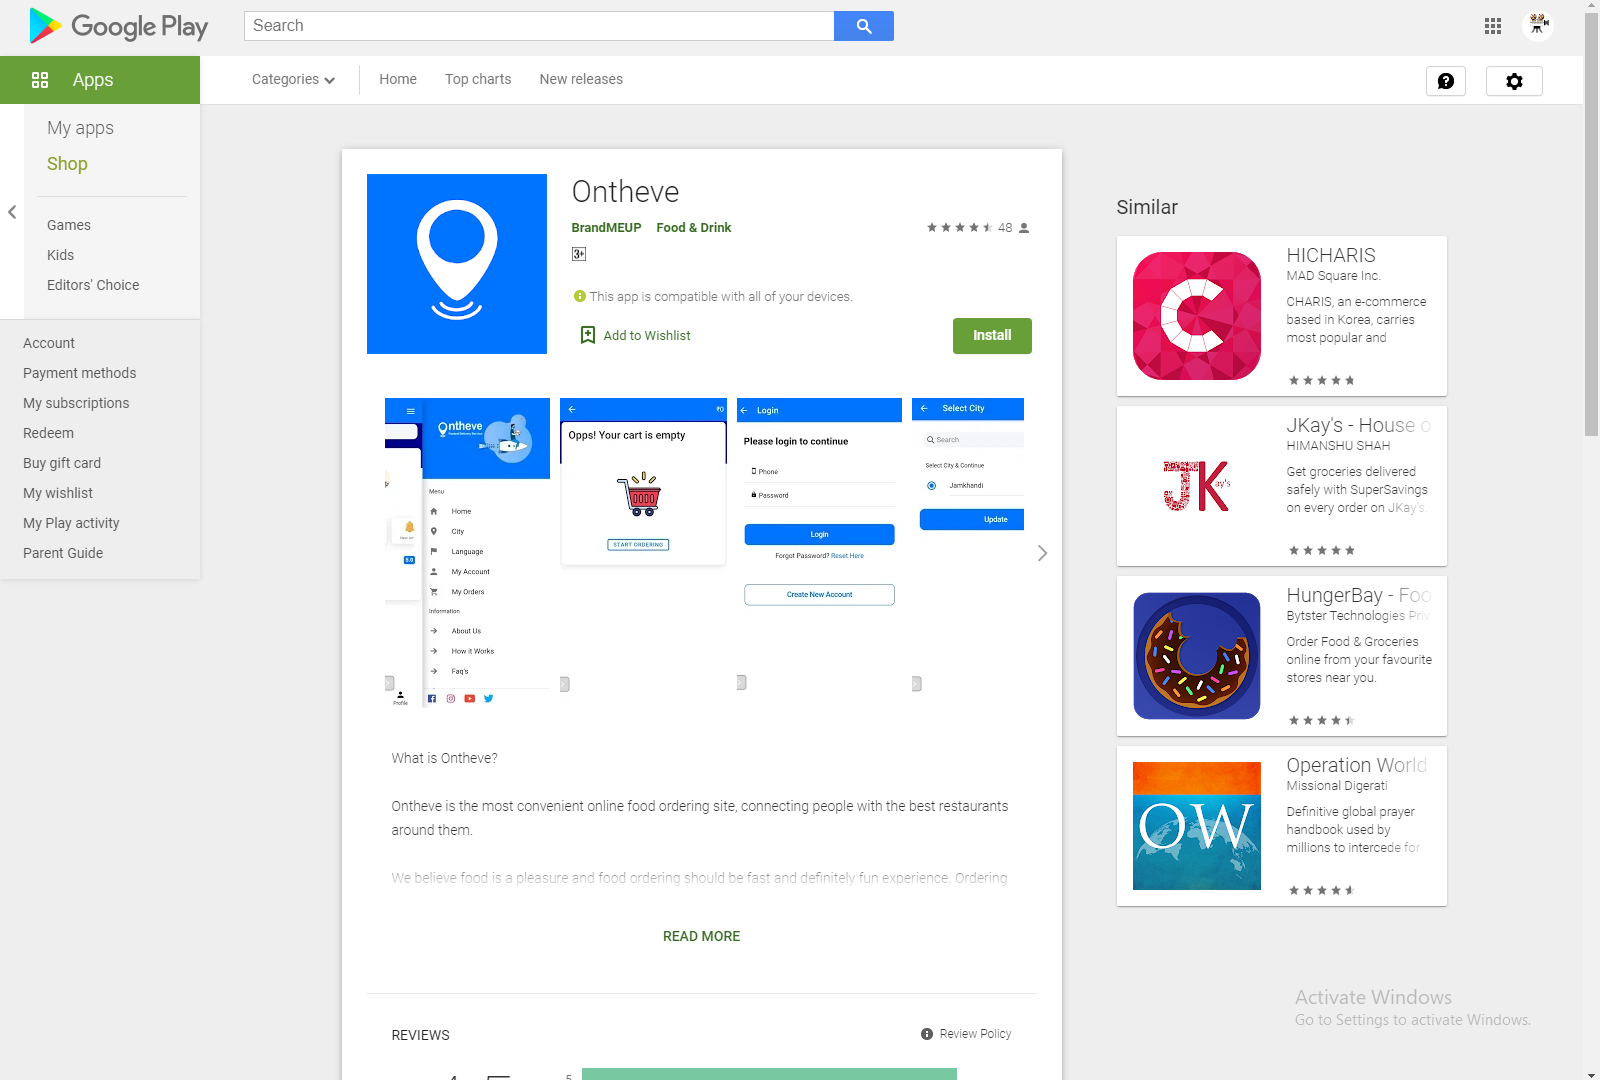 Google Play
Search
Apps
Categories
Home
Top charts
New releases
My apps
Shop
Games
Kids
Editors' Choice
Account
Payment methods
My subscriptions
Redeem
Buy gift card
My wishlist
My Play activity
Parent Guide
Ontheve
BrandMEUP Food & Drink
48
3+
This app is compatible with all of your devices.
Add to Wishlist
Install
ntheve
Menu
Home
City
Language
My Account
My Orders
Information
About Us
How it Works
Faq's
5.0
Profile
₹0
Opps! Your cart is empty
START ORDERING
Login
Please login to continue
Phone
Password
Login
Forgot Password? Reset Here
Create New Account
Select City
Search
Select City & Continue
Jamkhandi
Update
What is Ontheve?
Ontheve is the most convenient online food ordering site, connecting people with the best restaurants
around them.
We believe food is a pleasure and food ordering should be fast and definitely fun experience. Ordering
READ MORE
REVIEWS
Review Policy
5
Similar
HICHARIS
MAD Square Inc.
CHARIS, an e-commerce
based in Korea, carries
most popular and
JKay's
JKay's - House o
HIMANSHU SHAH
Get groceries delivered
safely with SuperSavings
on every order on JKay's.
HungerBay - Foo
Bytster Technologies Priv
Order Food & Groceries
online from your favourite
stores near you.
OW
Operation World
Missional Digerati
Definitive global prayer
handbook used by
millions to intercede for
Activate Windows
Go to Settings to activate Windows.